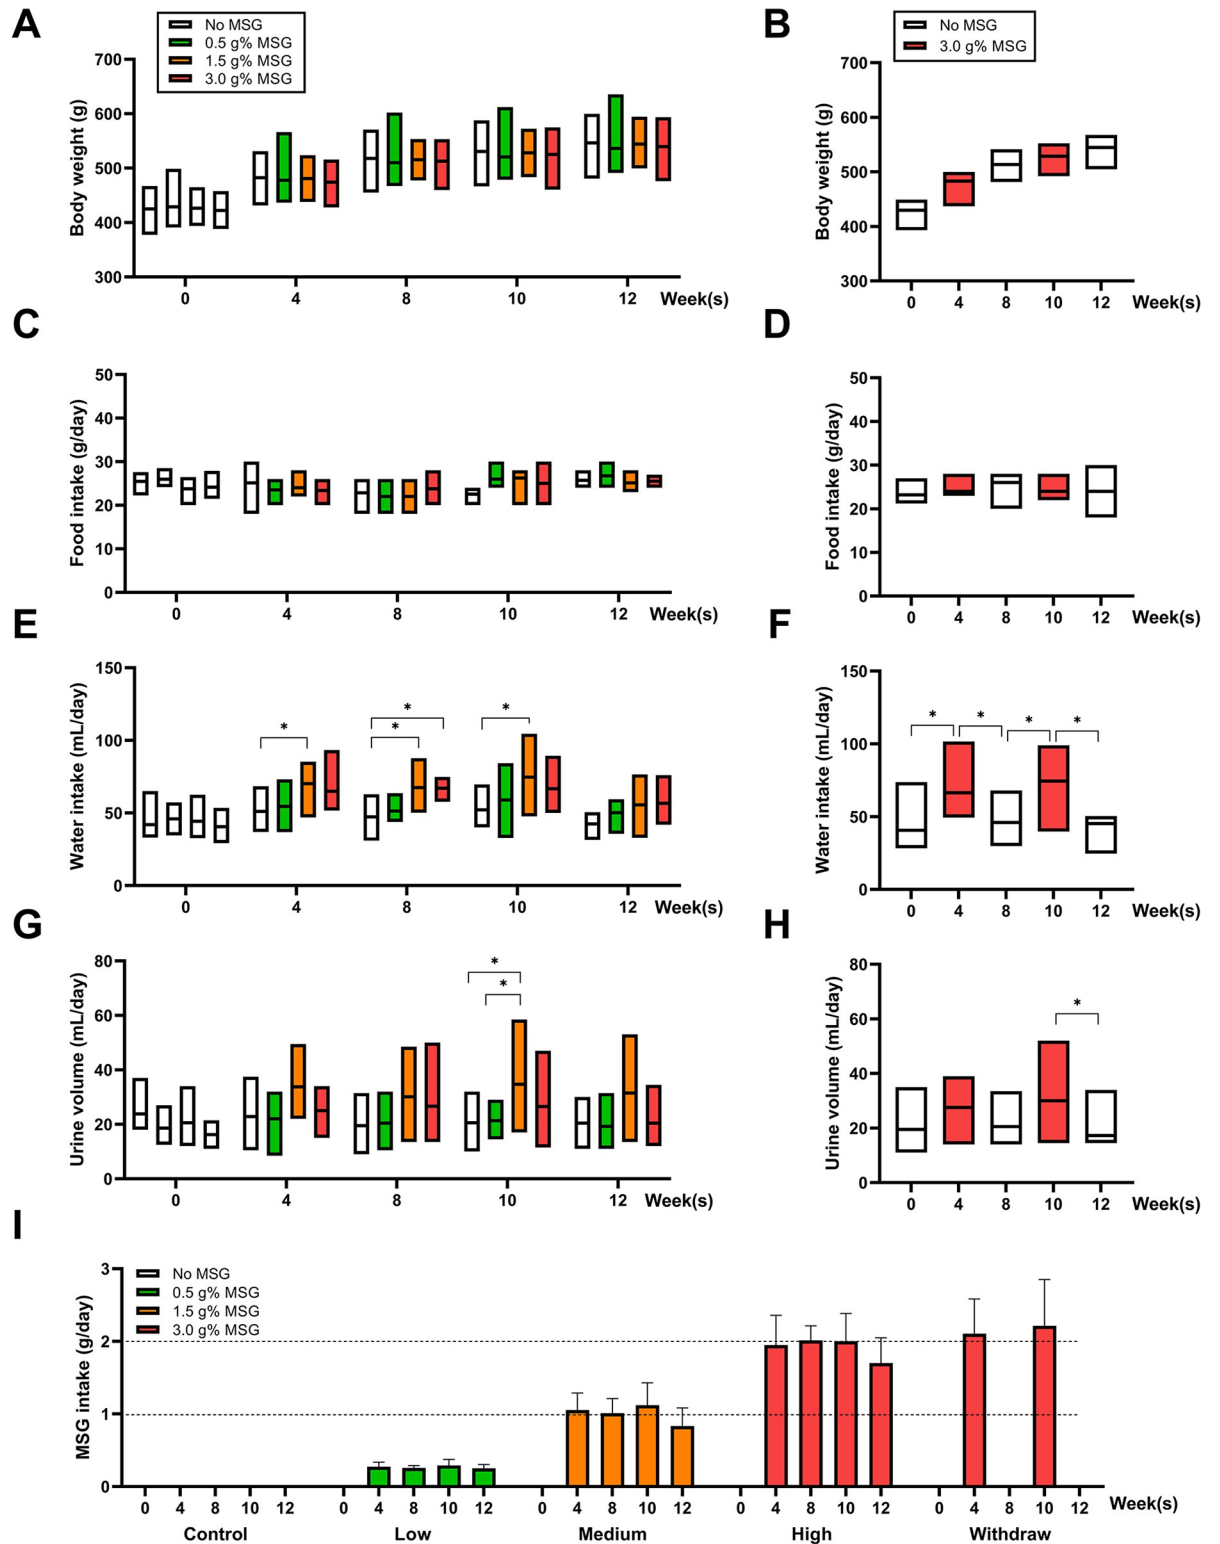 A
No MSG
0.5 g% MSG
1.5 g% MSG
3.0 g% MSG
700
600
500
400
300
Body weight (g)
0 4 8 10 12 Week(s)
B
No MSG
3.0 g% MSG
700
600
500
400
300
Body weight (g)
0 4 8 10 12 Week(s)
C
50
40
30
20
10
0
Food intake (g/day)
0 4 8 10 12 Week(s)
D
50
40
30
20
10
0
Food intake (g/day)
0 4 8 10 12 Week(s)
E
150
100
50
0
Water intake (mL/day)
* * * *
0 4 8 10 12 Week(s)
F
150
100
50
0
Water intake (mL/day)
* * * *
0 4 8 10 12 Week(s)
G
80
60
40
20
0
Urine volume (mL/day)
*
*
0 4 8 10 12 Week(s)
H
80
60
40
20
0
Urine volume (mL/day)
*
0 4 8 10 12 Week(s)
I
No MSG
0.5 g% MSG
1.5 g% MSG
3.0 g% MSG
3
2
1
0
MSG intake (g/day)
0 4 8 10 12 0 4 8 10 12 0 4 8 10 12 0 4 8 10 12 0 4 8 10 12 Week(s)
Control Low Medium High Withdraw